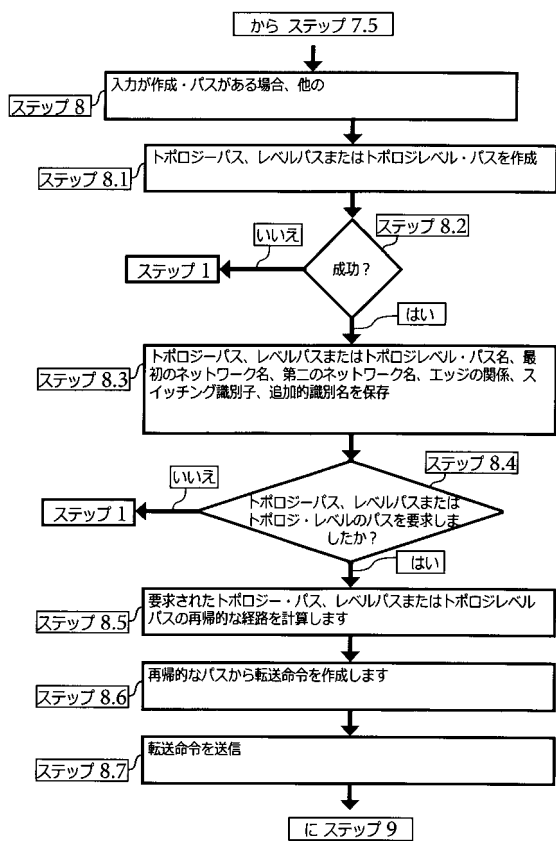 から ステップ 7.5
ステップ 8
入力が作成・パスがある場合、他の
ステップ 8.1
トポロジーパス、レベルパスまたはトポロジレベル・パスを作成
ステップ 8.2
いいえ
ステップ 1
成功？
はい
ステップ 8.3
トポロジーパス、レベルパスまたはトポロジレベル・パス名、最
初のネットワーク名、第二のネットワーク名、エッジの関係、ス
イッチング識別子、追加的識別名を保存
ステップ 8.4
いいえ
ステップ 1
トポロジーパス、レベルパスまたは
トポロジ・レベルのパスを要求しま
したか？
はい
ステップ 8.5
要求されたトポロジー・パス、レベルパスまたはトポロジレベル
パスの再帰的な経路を計算します
ステップ 8.6
再帰的なパスから転送命令を作成します
ステップ 8.7
転送命令を送信
に ステップ 9